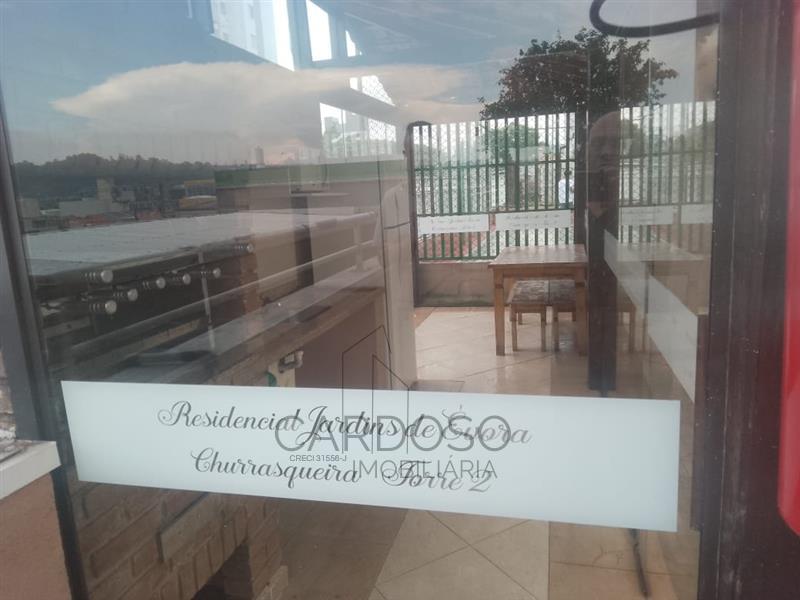 Residencial Jardins de Évora
Churrasqueira Torre 2
CARDOSO
CRECI 31556-J
IMOBILIÁRIA